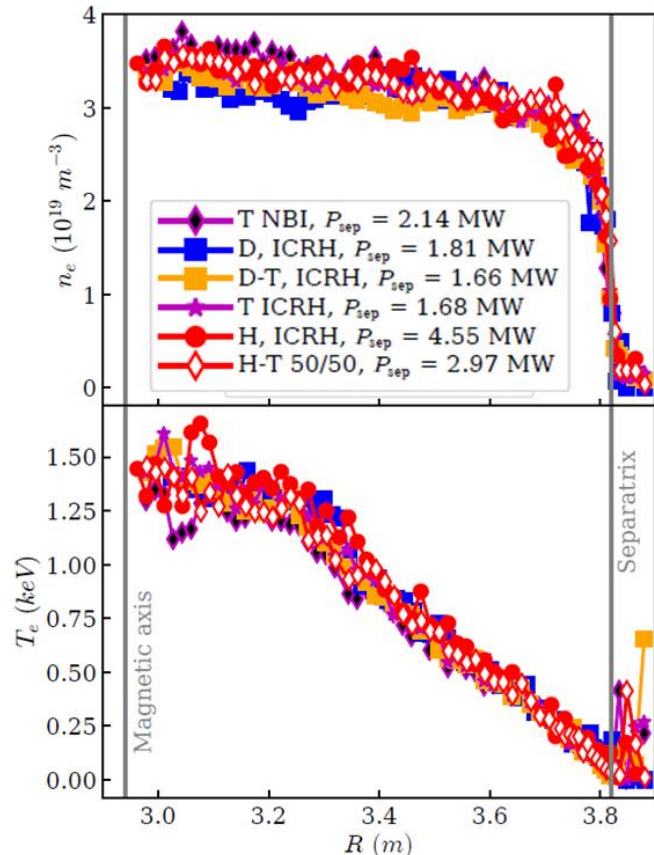 4
3
2
1
0
n_e (10^19 m^−3)
T NBI, P_sep = 2.14 MW
D, ICRH, P_sep = 1.81 MW
D-T, ICRH, P_sep = 1.66 MW
T ICRH, P_sep = 1.68 MW
H, ICRH, P_sep = 4.55 MW
H-T 50/50, P_sep = 2.97 MW
1.50
1.25
1.00
0.75
0.50
0.25
0.00
T_e (keV)
Magnetic axis
Separatrix
3.0 3.2 3.4 3.6 3.8
R (m)